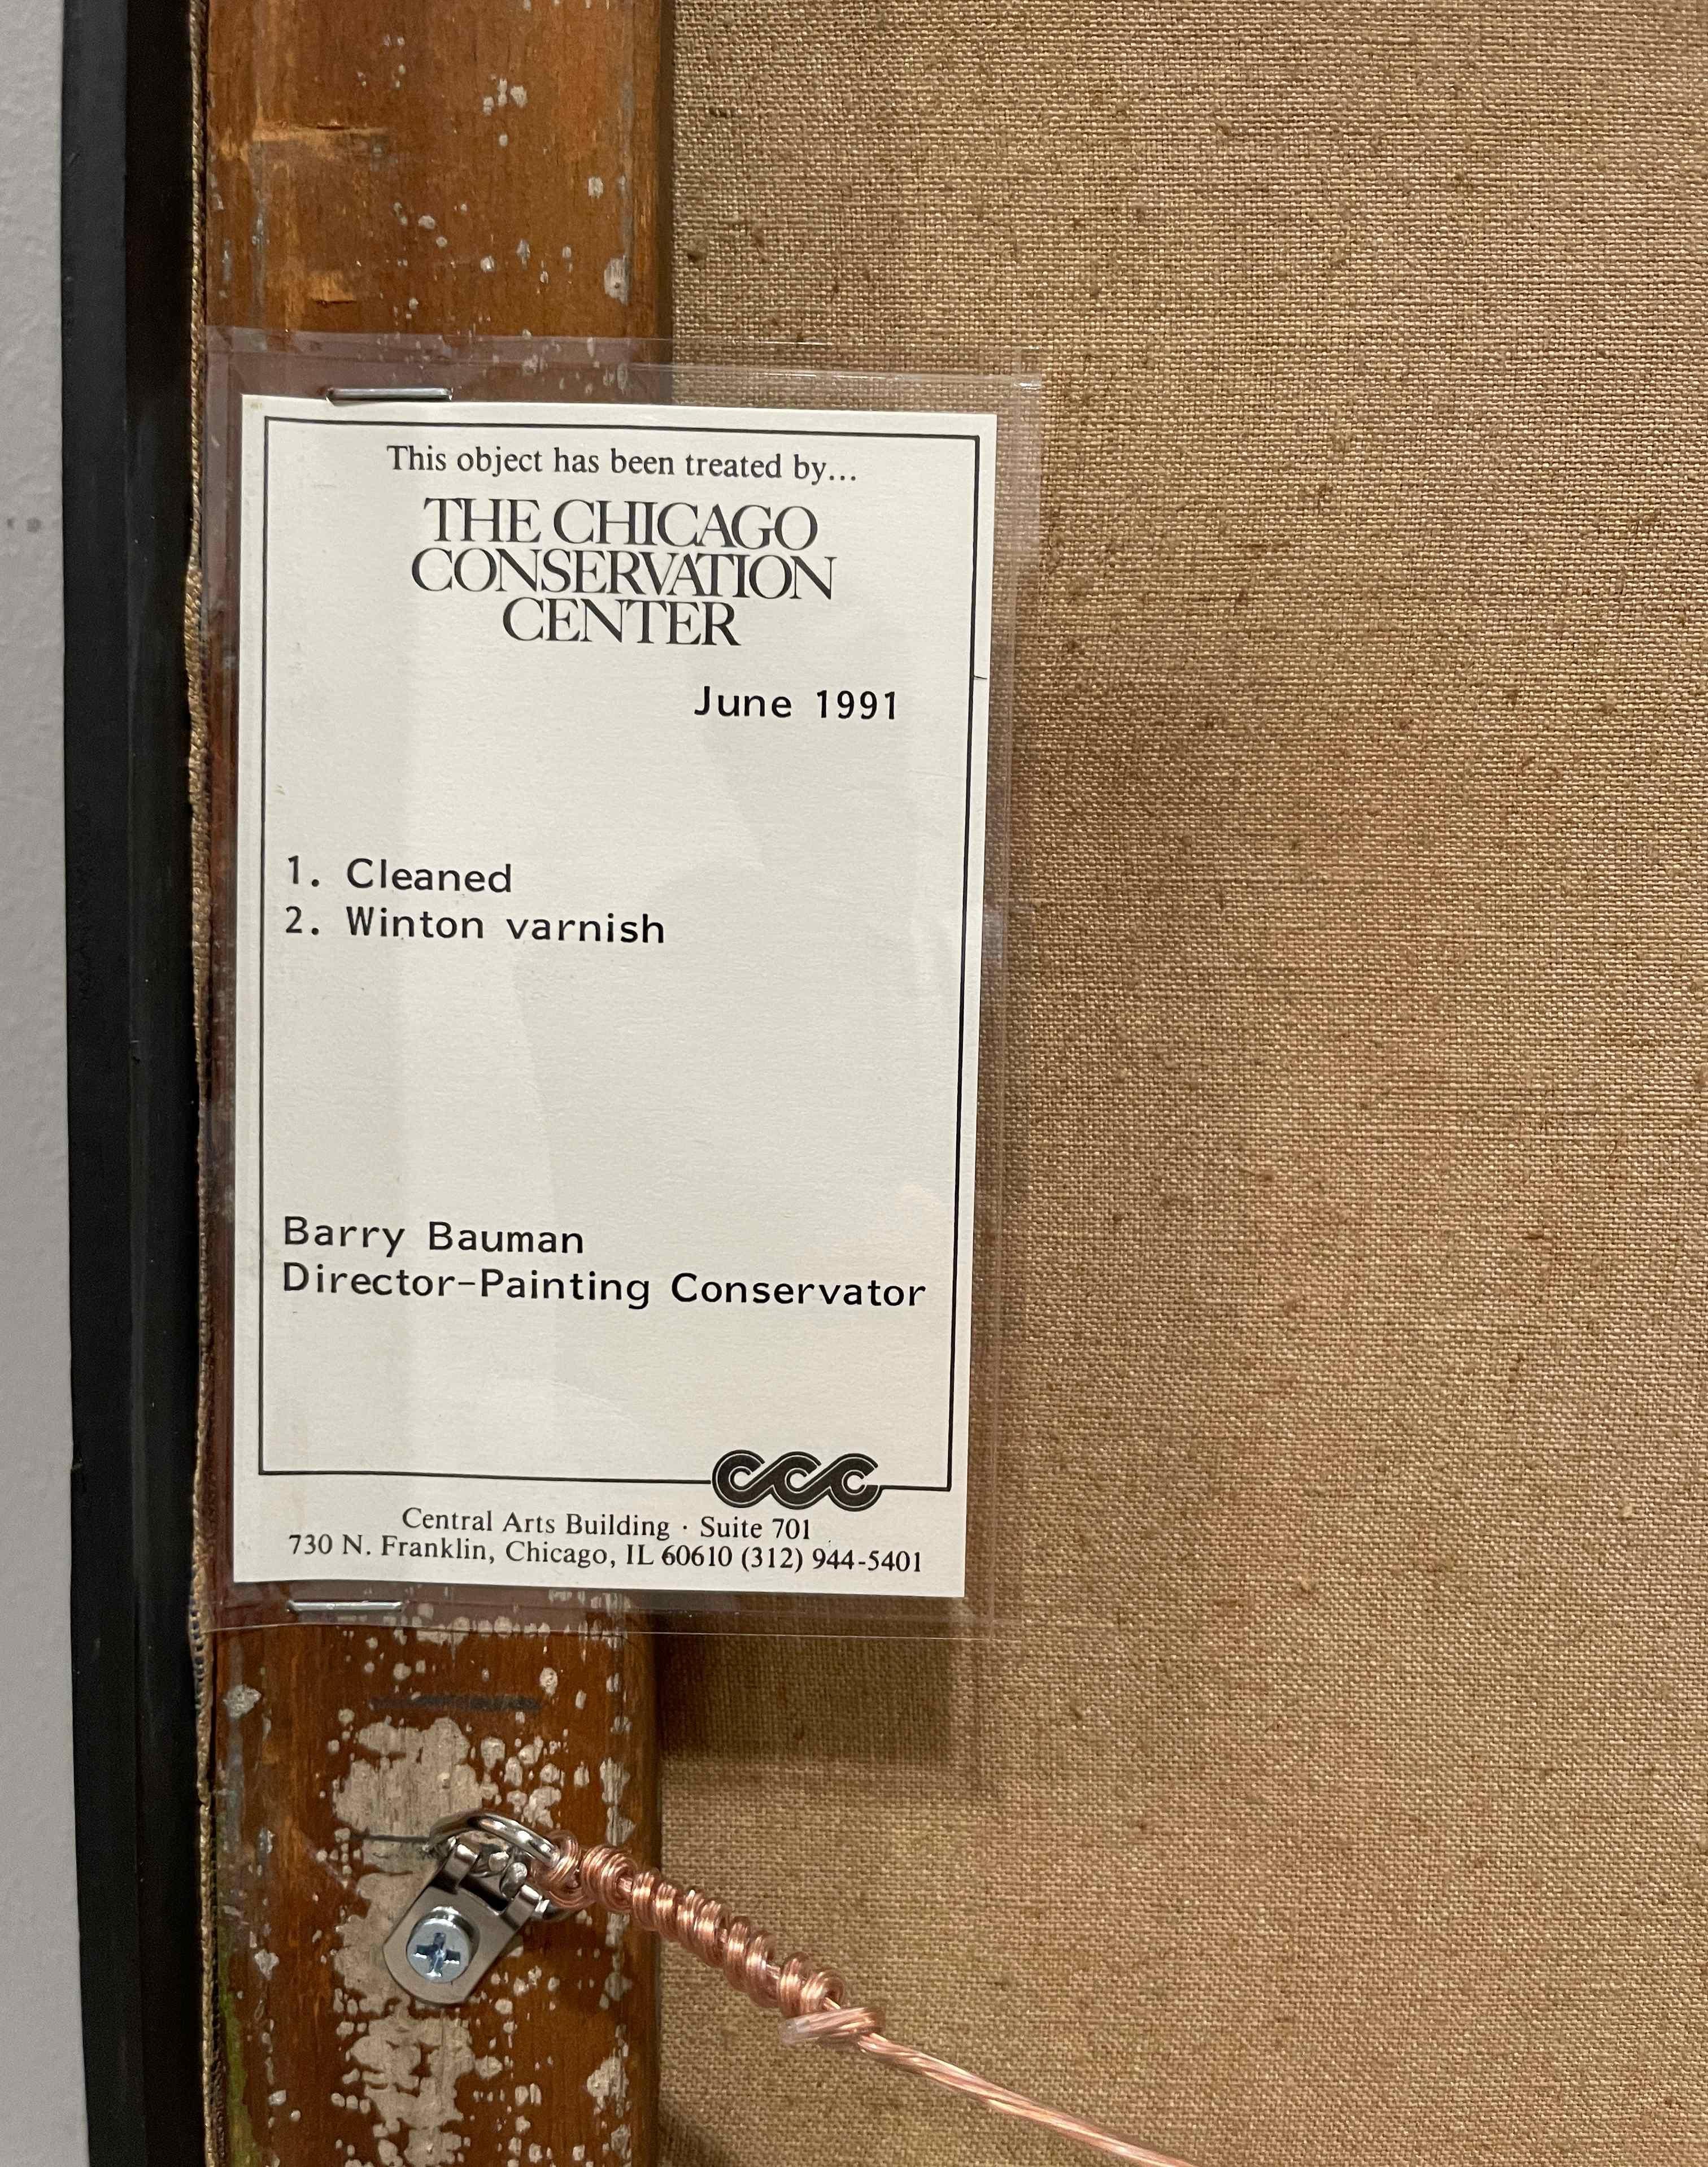 This object has been treated by...
THE CHICAGO
CONSERVATION
CENTER
June 1991
1. Cleaned
2. Winton varnish
Barry Bauman
Director-Painting Conservator
ccc
Central Arts Building · Suite 701
730 N. Franklin, Chicago, IL 60610 (312) 944-5401